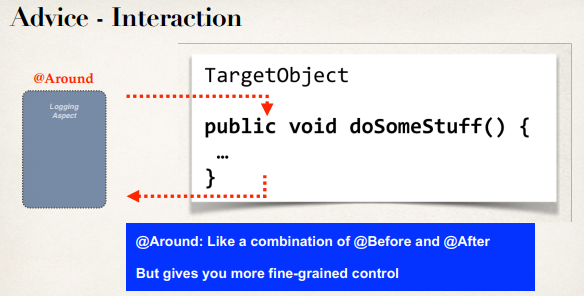 Advice - Interaction
@Around
Logging
Aspect
TargetObject
public void doSomeStuff() {
…
}
@Around: Like a combination of @Before and @After
But gives you more fine-grained control